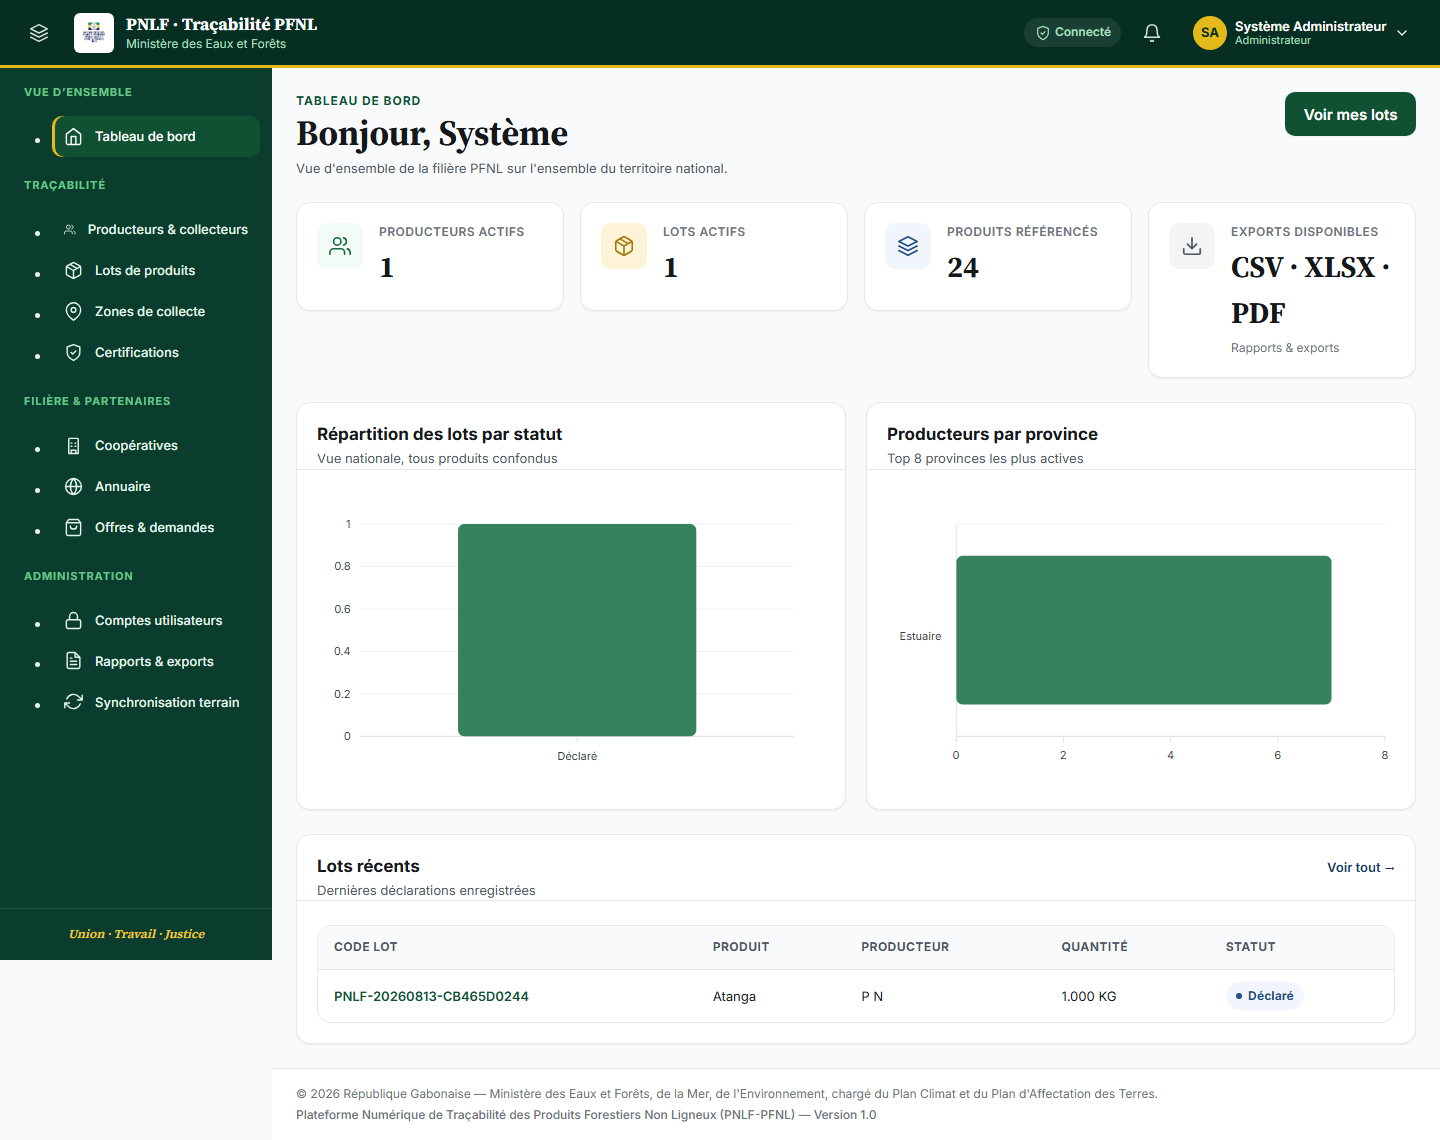 PNLF · Traçabilité PFNL
Ministère des Eaux et Forêts
Connecté
SA
Système Administrateur
Administrateur
VUE D'ENSEMBLE
Tableau de bord
TRAÇABILITÉ
Producteurs & collecteurs
Lots de produits
Zones de collecte
Certifications
FILIÈRE & PARTENAIRES
Coopératives
Annuaire
Offres & demandes
ADMINISTRATION
Comptes utilisateurs
Rapports & exports
Synchronisation terrain
Union · Travail · Justice
TABLEAU DE BORD
Bonjour, Système
Vue d'ensemble de la filière PFNL sur l'ensemble du territoire national.
Voir mes lots
PRODUCTEURS ACTIFS
1
LOTS ACTIFS
1
PRODUITS RÉFÉRENCÉS
24
EXPORTS DISPONIBLES
CSV · XLSX ·
PDF
Rapports & exports
Répartition des lots par statut
Vue nationale, tous produits confondus
1
0.8
0.6
0.4
0.2
0
Déclaré
Producteurs par province
Top 8 provinces les plus actives
Estuaire
0 2 4 6 8
Lots récents
Dernières déclarations enregistrées
Voir tout →
CODE LOT PRODUIT PRODUCTEUR QUANTITÉ STATUT
PNLF-20260813-CB465D0244 Atanga P N 1.000 KG Déclaré
© 2026 République Gabonaise — Ministère des Eaux et Forêts, de la Mer, de l'Environnement, chargé du Plan Climat et du Plan d'Affectation des Terres.
Plateforme Numérique de Traçabilité des Produits Forestiers Non Ligneux (PNLF-PFNL) — Version 1.0